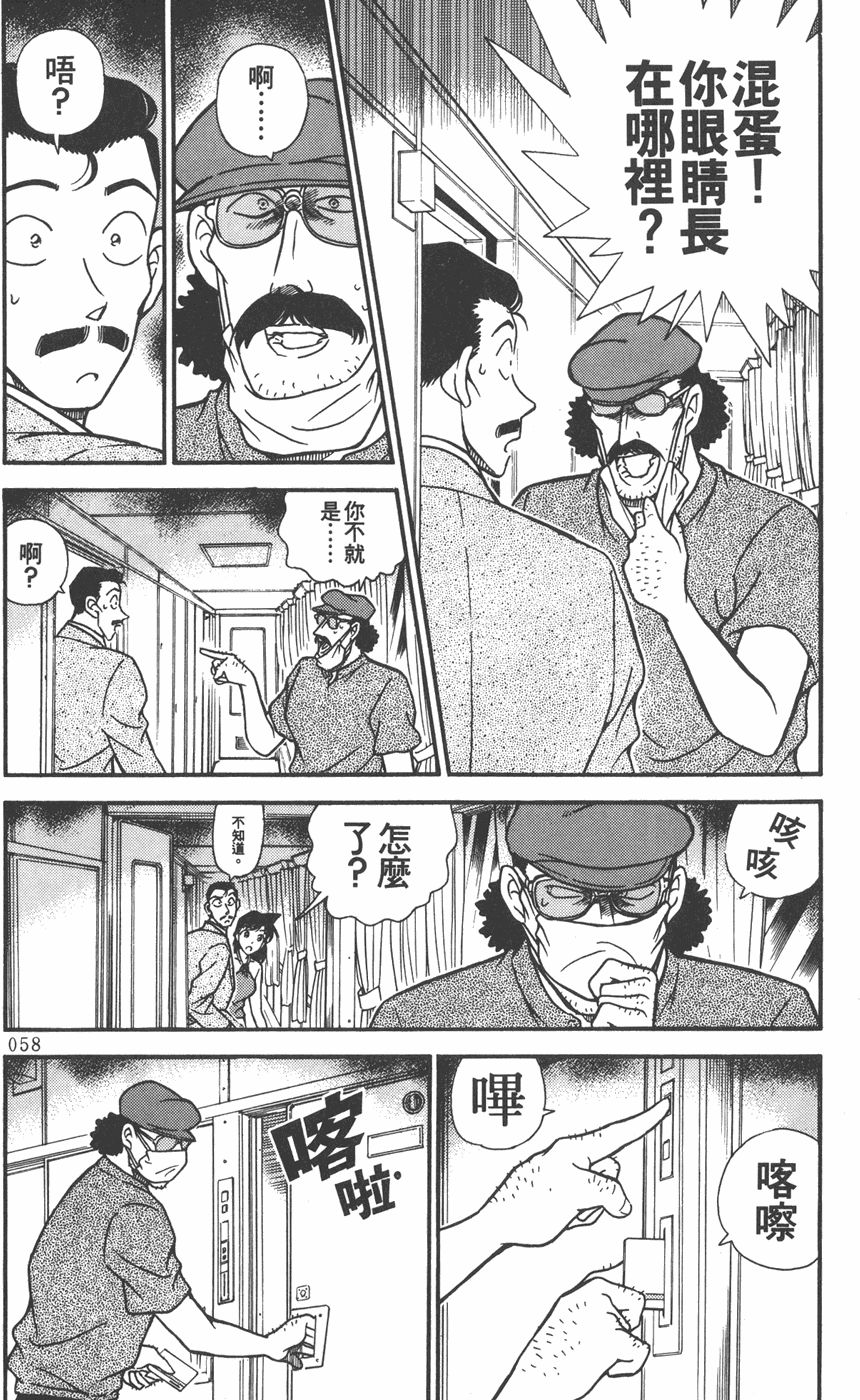 混蛋！
你眼睛長
在哪裡？
啊……
唔？
你不就
是……
啊？
咳
咳
怎麼
了？
不知道。
嗶
喀嚓
喀
啦
058